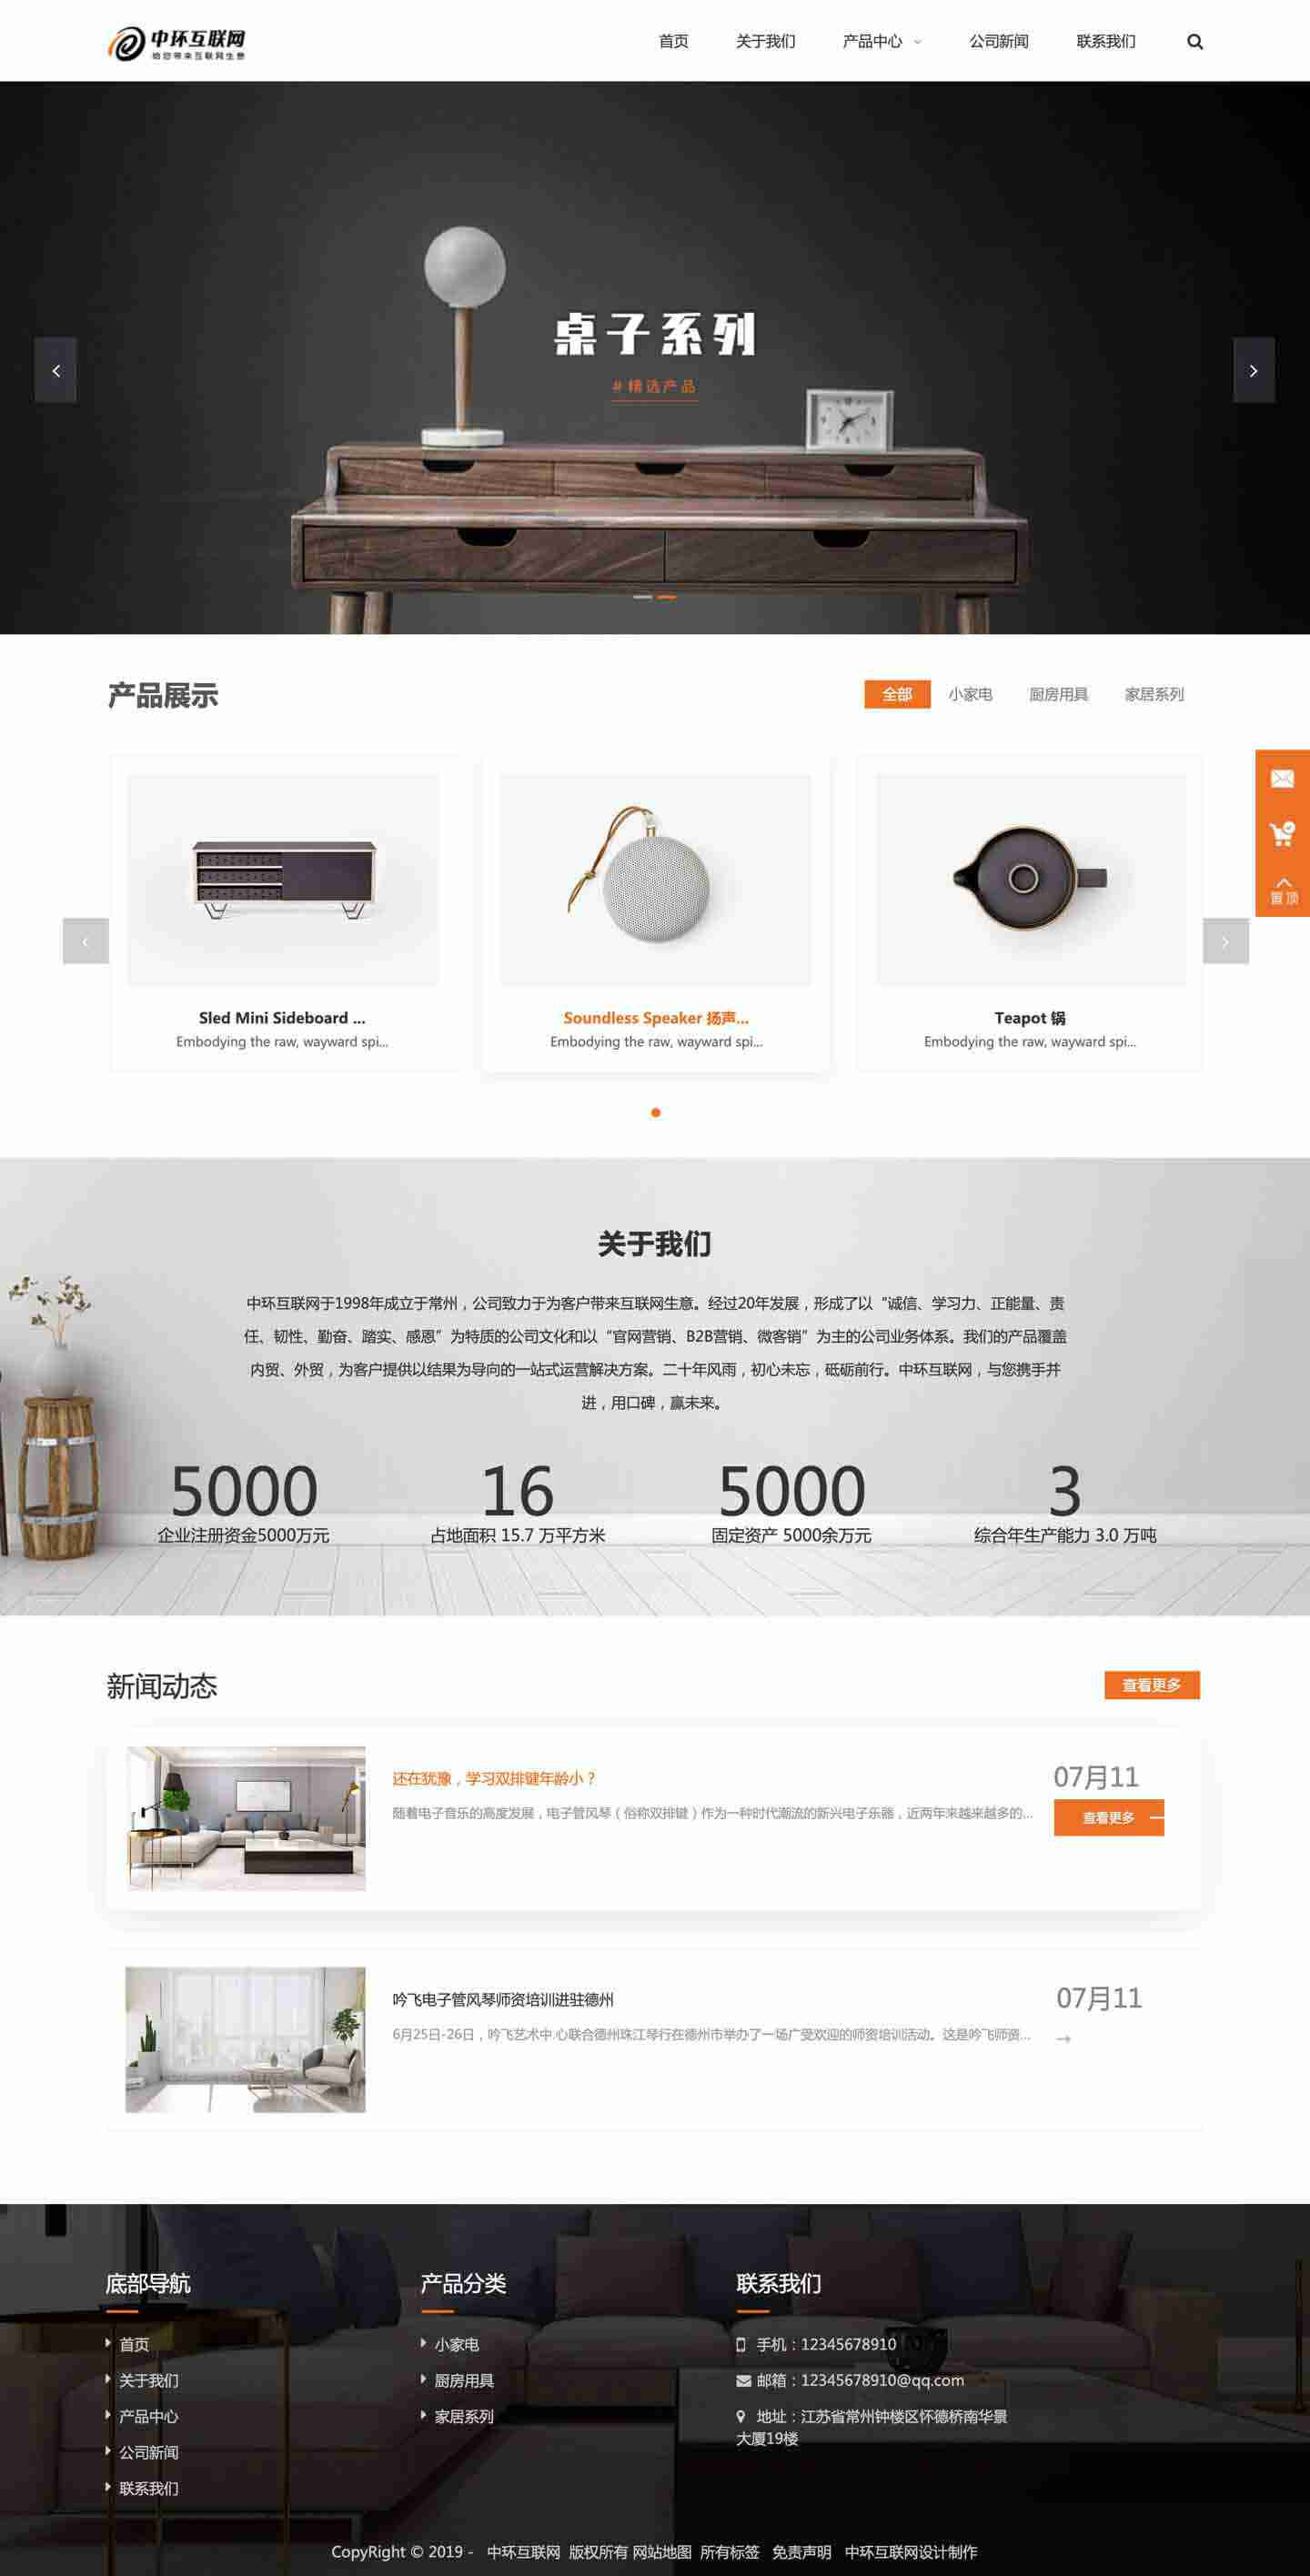 中环互联网
给您带来互联网生意
首页 关于我们 产品中心 公司新闻 联系我们
桌子系列
#精选产品
产品展示
全部 小家电 厨房用具 家居系列
置顶
Sled Mini Sideboard ...
Embodying the raw, wayward spi...
Soundless Speaker 扬声...
Embodying the raw, wayward spi...
Teapot 锅
Embodying the raw, wayward spi...
关于我们
中环互联网于1998年成立于常州，公司致力于为客户带来互联网生意。经过20年发展，形成了以“诚信、学习力、正能量、责
任、韧性、勤奋、踏实、感恩”为特质的公司文化和以“官网营销、B2B营销、微客销”为主的公司业务体系。我们的产品覆盖
内贸、外贸，为客户提供以结果为导向的一站式运营解决方案。二十年风雨，初心未忘，砥砺前行。中环互联网，与您携手并
进，用口碑，赢未来。
5000 16 5000 3
企业注册资金5000万元 占地面积 15.7 万平方米 固定资产 5000余万元 综合年生产能力 3.0 万吨
新闻动态
查看更多
还在犹豫，学习双排键年龄小？
随着电子音乐的高度发展，电子管风琴（俗称双排键）作为一种时代潮流的新兴电子乐器，近两年来越来越多的...
07月11
查看更多
吟飞电子管风琴师资培训进驻德州
6月25日-26日，吟飞艺术中.心联合德州珠江琴行在德州市举办了一场广受欢迎的师资培训活动。这是吟飞师资...
07月11
→
底部导航
首页
关于我们
产品中心
公司新闻
联系我们
产品分类
小家电
厨房用具
家居系列
联系我们
手机：12345678910
邮箱：12345678910@qq.com
地址：江苏省常州钟楼区怀德桥南华景
大厦19楼
CopyRight © 2019 - 中环互联网 版权所有 网站地图 所有标签 免责声明 中环互联网设计制作